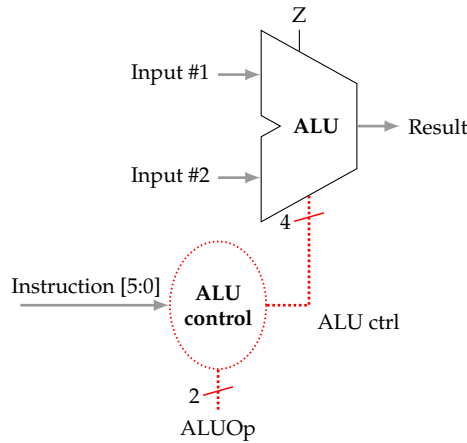 Z
Input #1
ALU
Result
Input #2
4
Instruction [5:0]
ALU
control
ALU ctrl
2
ALUOp